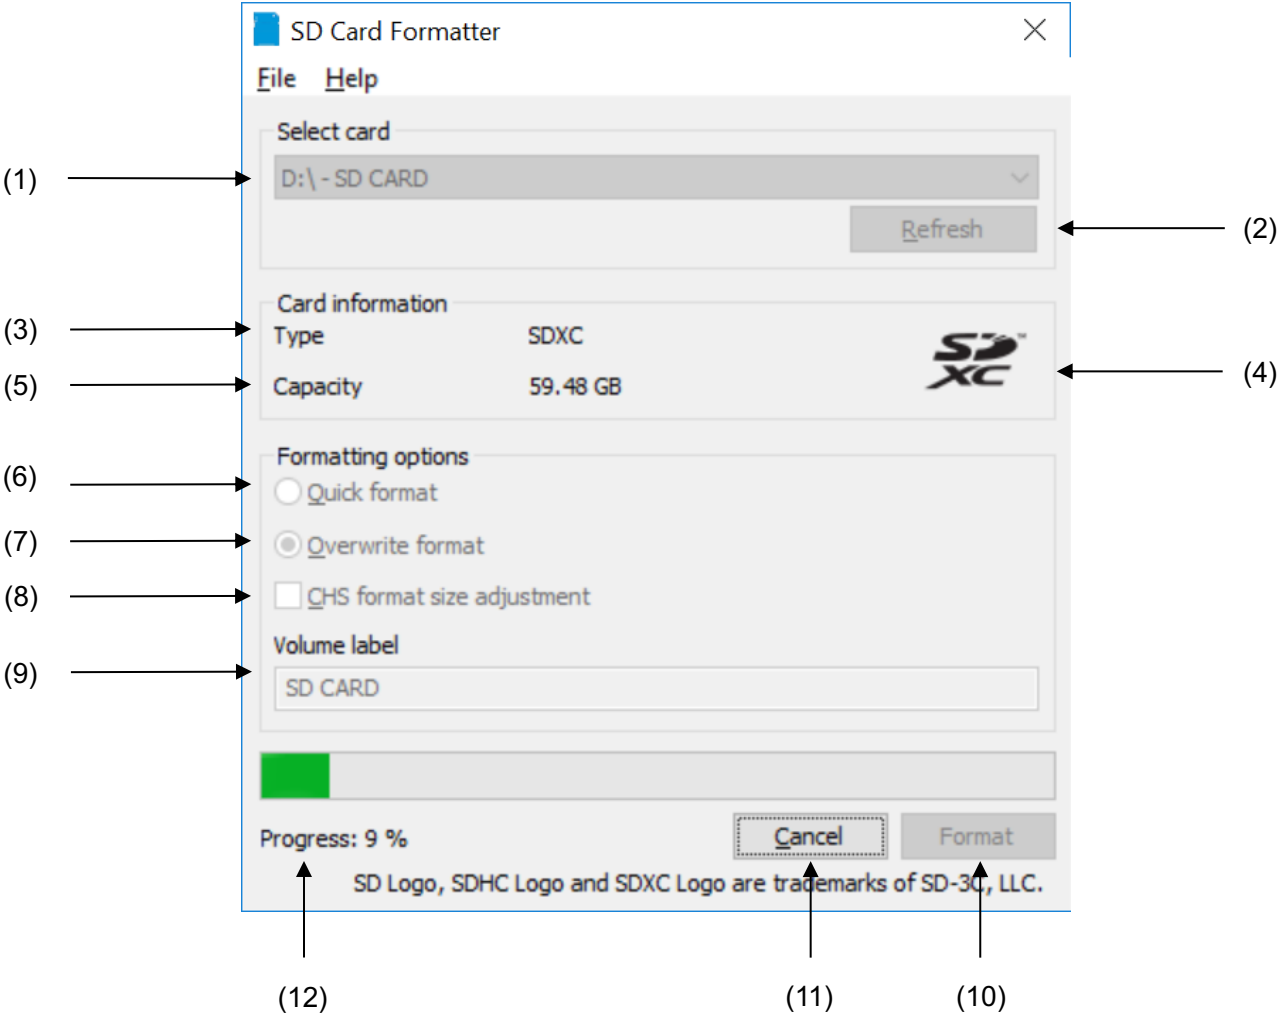 SD Card Formatter
File Help
Select card
(1) D:\ - SD CARD
Refresh (2)
Card information
(3) Type SDXC
SD XC ™
(5) Capacity 59.48 GB (4)
Formatting options
(6) Quick format
(7) Overwrite format
(8) CHS format size adjustment
Volume label
(9) SD CARD
Progress: 9 % Cancel Format
SD Logo, SDHC Logo and SDXC Logo are trademarks of SD-3C, LLC.
(12) (11) (10)